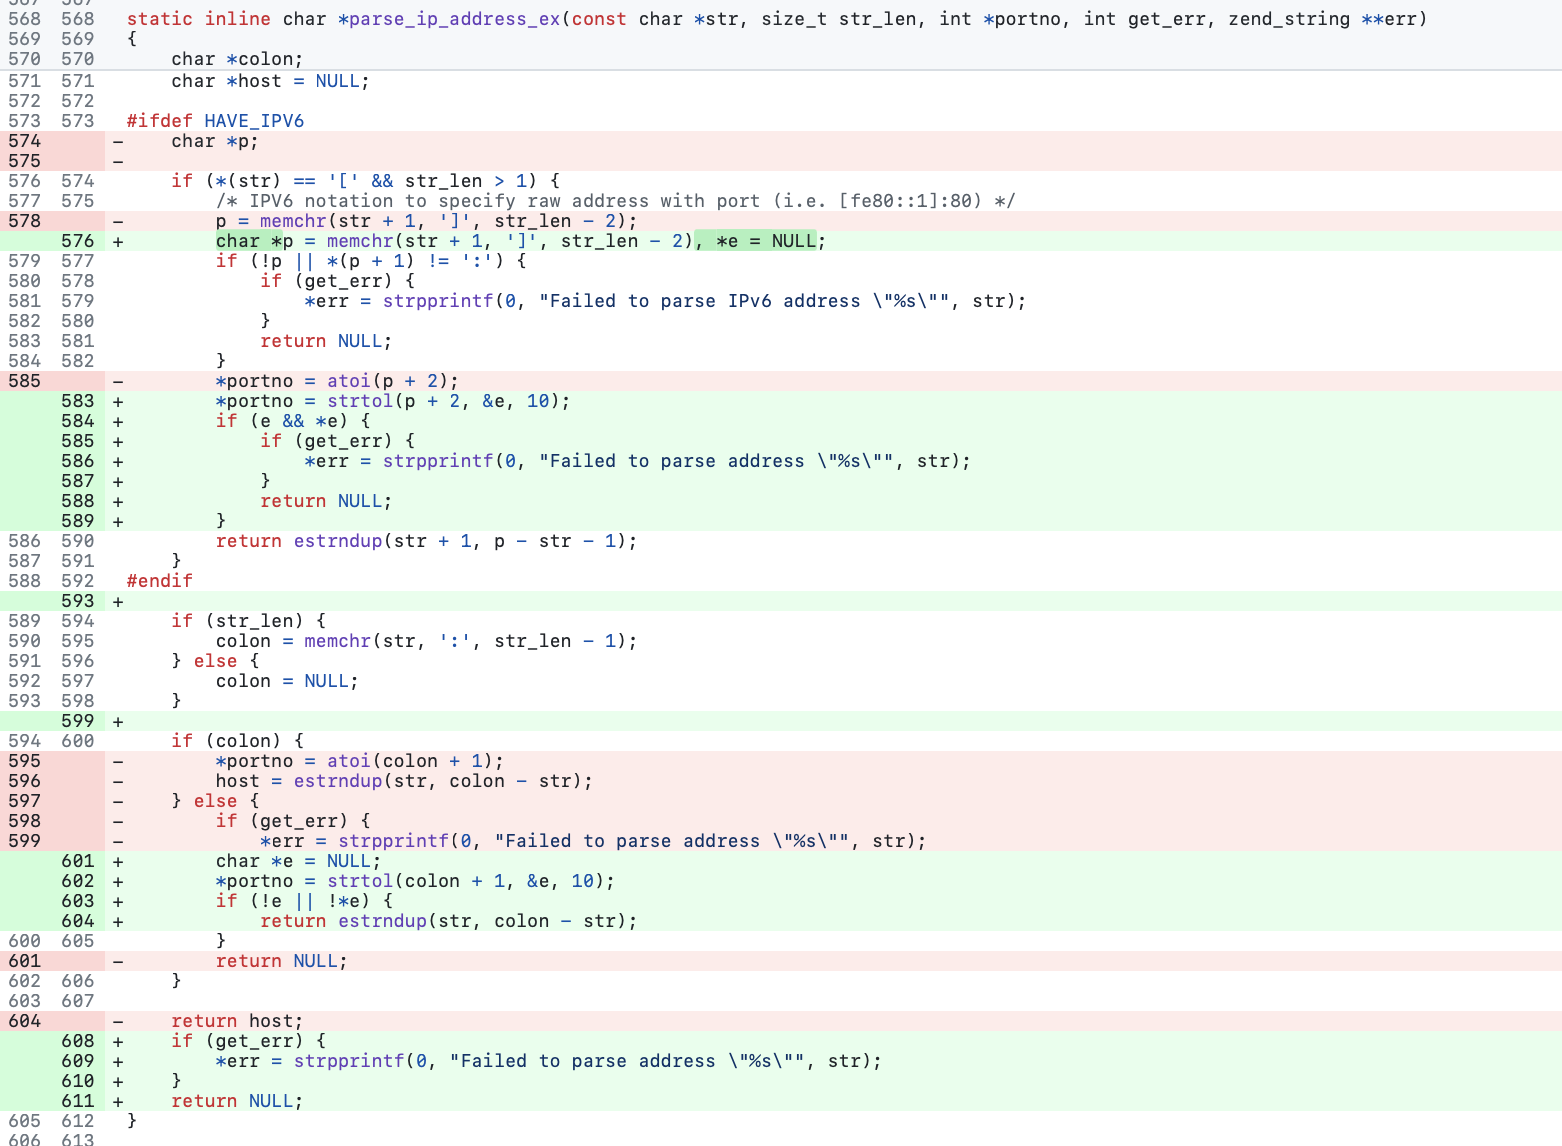 568 568 static inline char *parse_ip_address_ex(const char *str, size_t str_len, int *portno, int get_err, zend_string **err)
569 569 {
570 570     char *colon;
571 571     char *host = NULL;
572 572
573 573 #ifdef HAVE_IPV6
574 -     char *p;
575 -
576 574     if (*(str) == '[' && str_len > 1) {
577 575         /* IPV6 notation to specify raw address with port (i.e. [fe80::1]:80) */
578 -         p = memchr(str + 1, ']', str_len - 2);
576 +         char *p = memchr(str + 1, ']', str_len - 2), *e = NULL;
579 577         if (!p || *(p + 1) != ':') {
580 578             if (get_err) {
581 579                 *err = strpprintf(0, "Failed to parse IPv6 address \"%s\"", str);
582 580             }
583 581             return NULL;
584 582         }
585 -         *portno = atoi(p + 2);
583 +         *portno = strtol(p + 2, &e, 10);
584 +         if (e && *e) {
585 +             if (get_err) {
586 +                 *err = strpprintf(0, "Failed to parse address \"%s\"", str);
587 +             }
588 +             return NULL;
589 +         }
586 590         return estrndup(str + 1, p - str - 1);
587 591     }
588 592 #endif
593 +
589 594     if (str_len) {
590 595         colon = memchr(str, ':', str_len - 1);
591 596     } else {
592 597         colon = NULL;
593 598     }
599 +
594 600     if (colon) {
595 -         *portno = atoi(colon + 1);
596 -         host = estrndup(str, colon - str);
597 -     } else {
598 -         if (get_err) {
599 -             *err = strpprintf(0, "Failed to parse address \"%s\"", str);
601 +         char *e = NULL;
602 +         *portno = strtol(colon + 1, &e, 10);
603 +         if (!e || !*e) {
604 +             return estrndup(str, colon - str);
600 605         }
601 -         return NULL;
602 606     }
603 607
604 -     return host;
608 +     if (get_err) {
609 +         *err = strpprintf(0, "Failed to parse address \"%s\"", str);
610 +     }
611 +     return NULL;
605 612 }
606 613